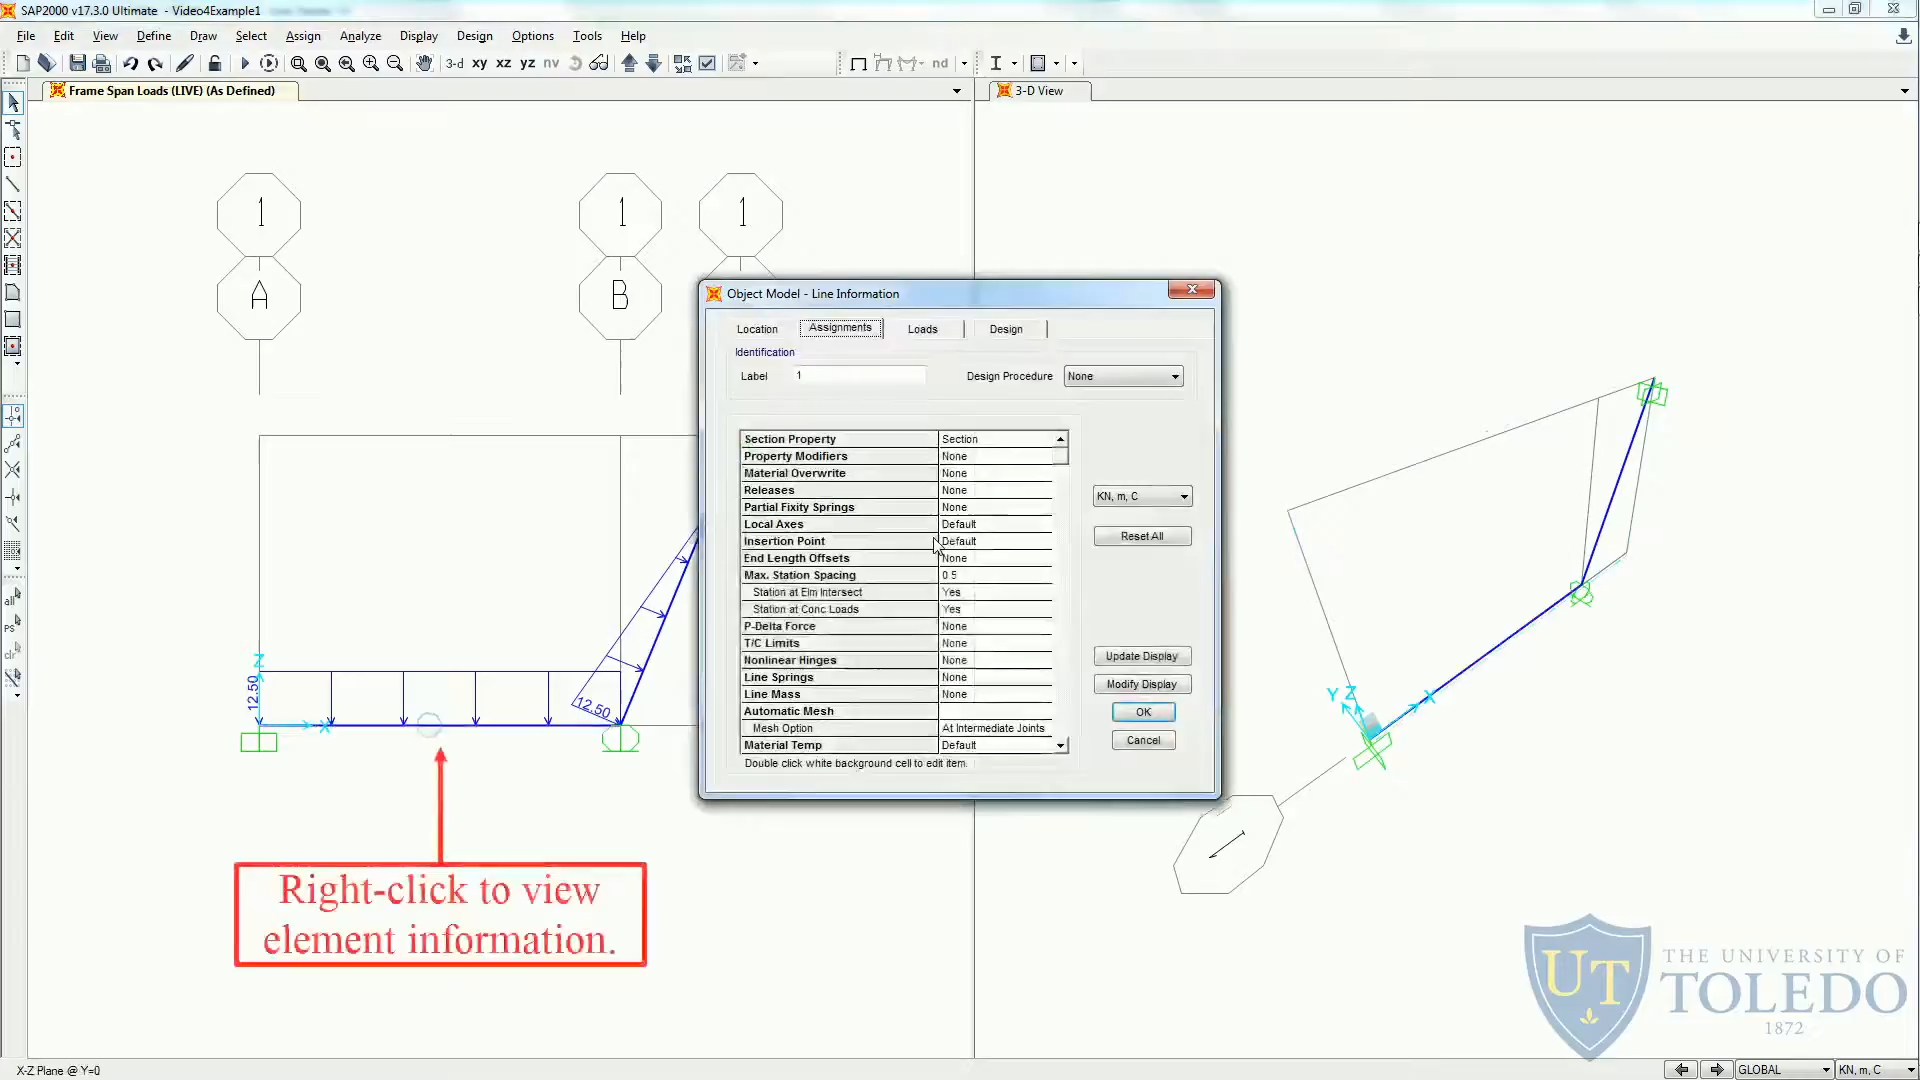 SAP2000 v17.3.0 Ultimate - Video4Example1
File Edit View Define Draw Select Assign Analyze Display Design Options Tools Help
3-d xy xz yz nv nd
Frame Span Loads (LIVE) (As Defined)
3-D View
1 1 1
A B
Object Model - Line Information
Location Assignments Loads Design
Identification
Label 1 Design Procedure None
Section Property Section
Property Modifiers None
Material Overwrite None
Releases None
Partial Fixity Springs None
Local Axes Default
Insertion Point Default
End Length Offsets None
Max. Station Spacing 0.5
Station at Elm Intersect Yes
Station at Conc Loads Yes
P-Delta Force None
T/C Limits None
Nonlinear Hinges None
Line Springs None
Line Mass None
Automatic Mesh
Mesh Option At Intermediate Joints
Material Temp Default
Double click white background cell to edit item.
KN, m, C
Reset All
Update Display
Modify Display
OK
Cancel
Z
12.50
X
12.50
Y Z X
1
Right-click to view
element information.
all
PS
clr
UT
THE UNIVERSITY OF
TOLEDO
1872
X-Z Plane @ Y=0
GLOBAL
KN, m, C